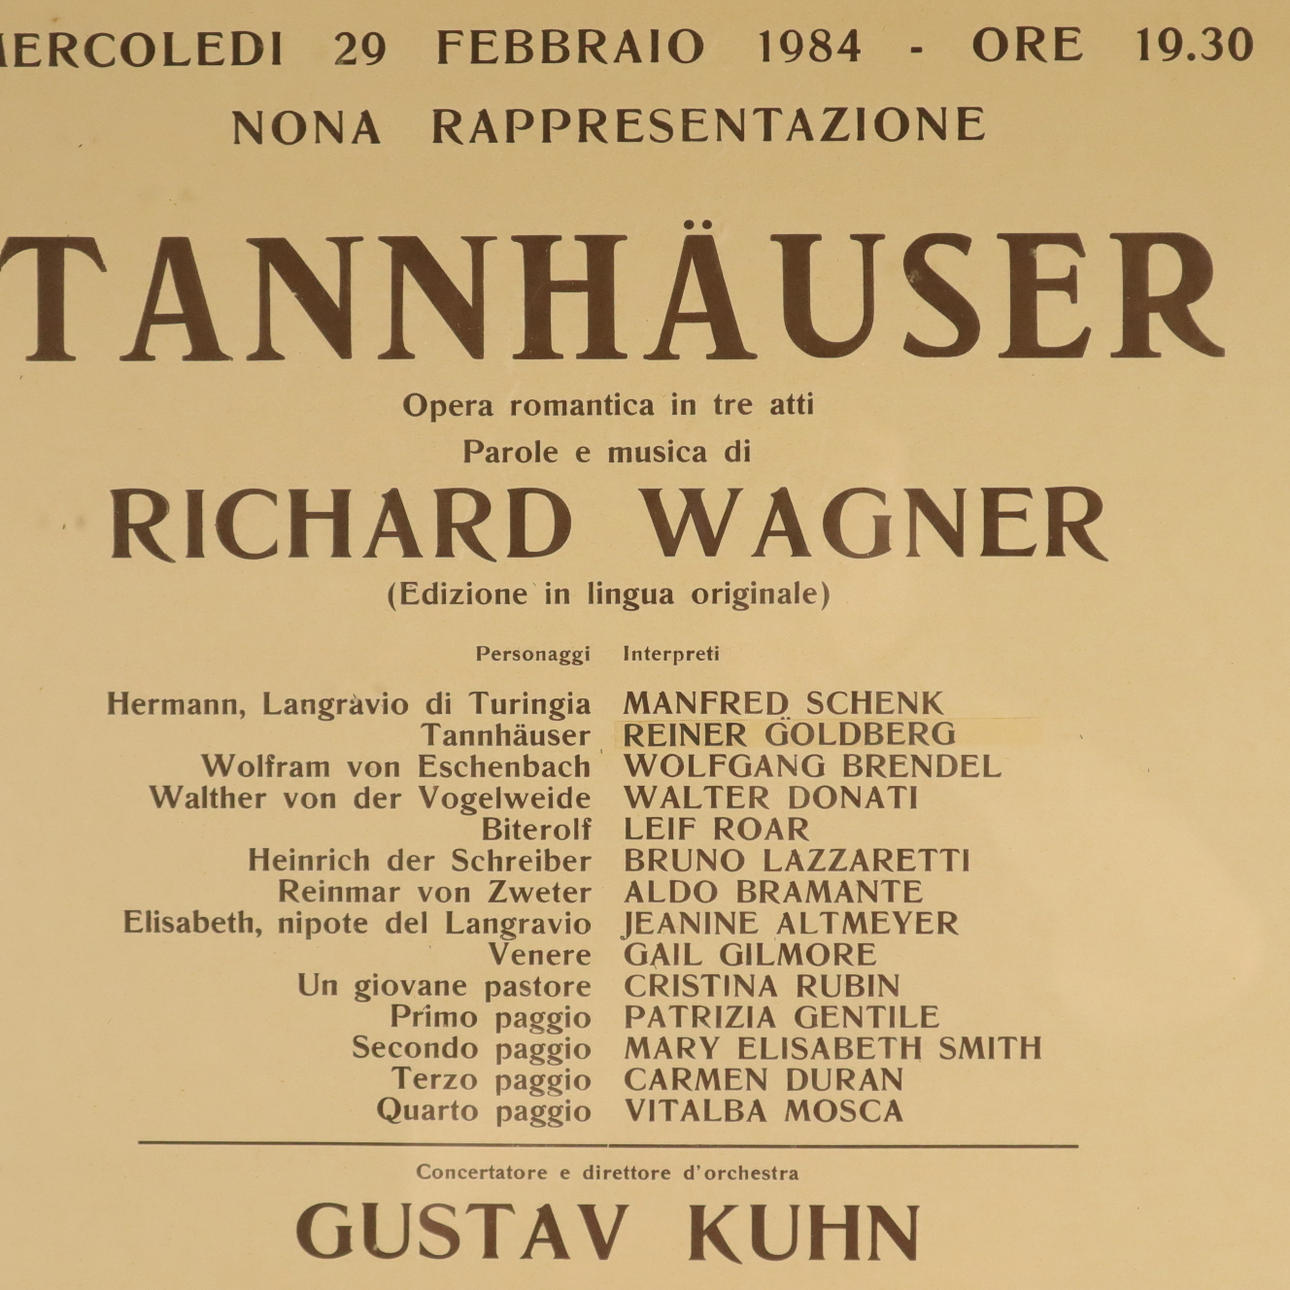 MERCOLEDI 29 FEBBRAIO 1984 - ORE 19.30
NONA RAPPRESENTAZIONE
TANNHÄUSER
Opera romantica in tre atti
Parole e musica di
RICHARD WAGNER
(Edizione in lingua originale)
Personaggi Interpreti
Hermann, Langravio di Turingia MANFRED SCHENK
Tannhäuser REINER GOLDBERG
Wolfram von Eschenbach WOLFGANG BRENDEL
Walther von der Vogelweide WALTER DONATI
Biterolf LEIF ROAR
Heinrich der Schreiber BRUNO LAZZARETTI
Reinmar von Zweter ALDO BRAMANTE
Elisabeth, nipote del Langravio JEANINE ALTMEYER
Venere GAIL GILMORE
Un giovane pastore CRISTINA RUBIN
Primo paggio PATRIZIA GENTILE
Secondo paggio MARY ELISABETH SMITH
Terzo paggio CARMEN DURAN
Quarto paggio VITALBA MOSCA
Concertatore e direttore d'orchestra
GUSTAV KUHN